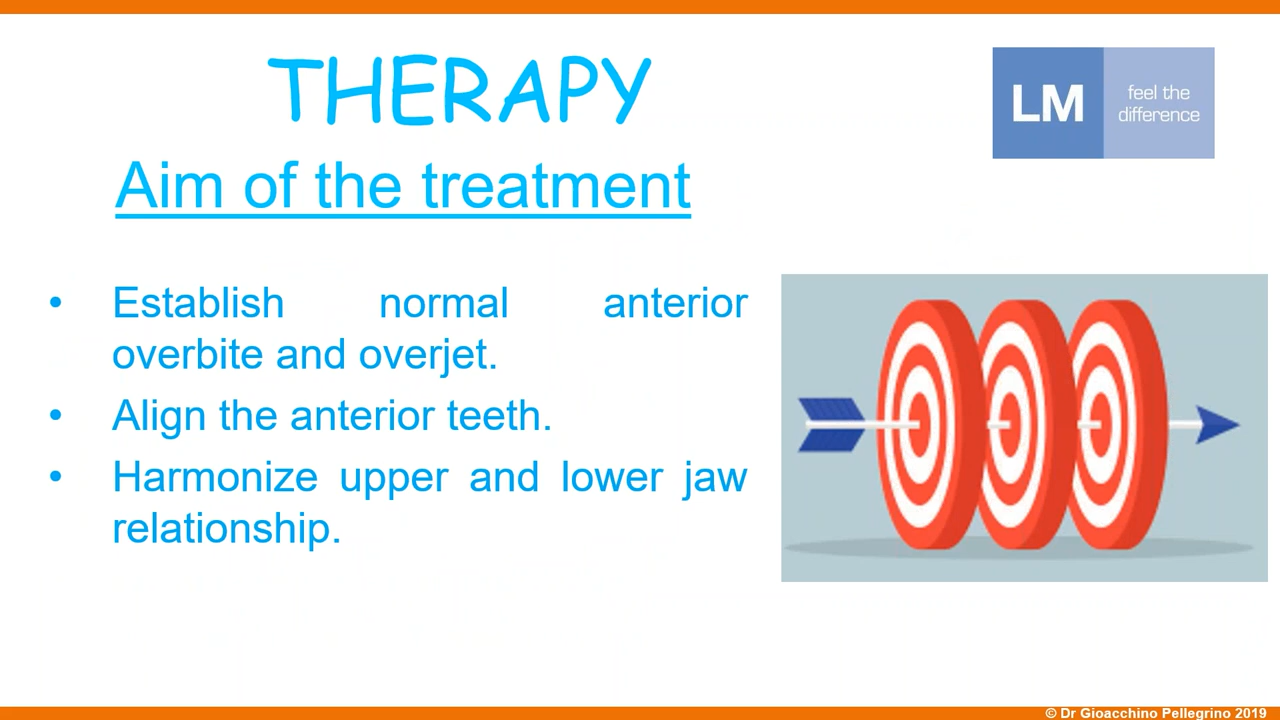 THERAPY
LM
feel the
difference
Aim of the treatment
• Establish normal anterior
overbite and overjet.
• Align the anterior teeth.
• Harmonize upper and lower jaw
relationship.
© Dr Gioacchino Pellegrino 2019